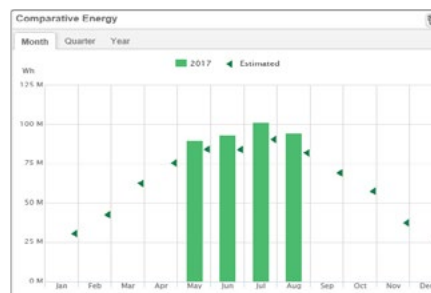 Comparative Energy
Month Quarter Year
2017 Estimated
Wh
125 M
100 M
75 M
50 M
25 M
0 M
Jan Feb Mar Apr May Jun Jul Aug Sep Oct Nov Dec